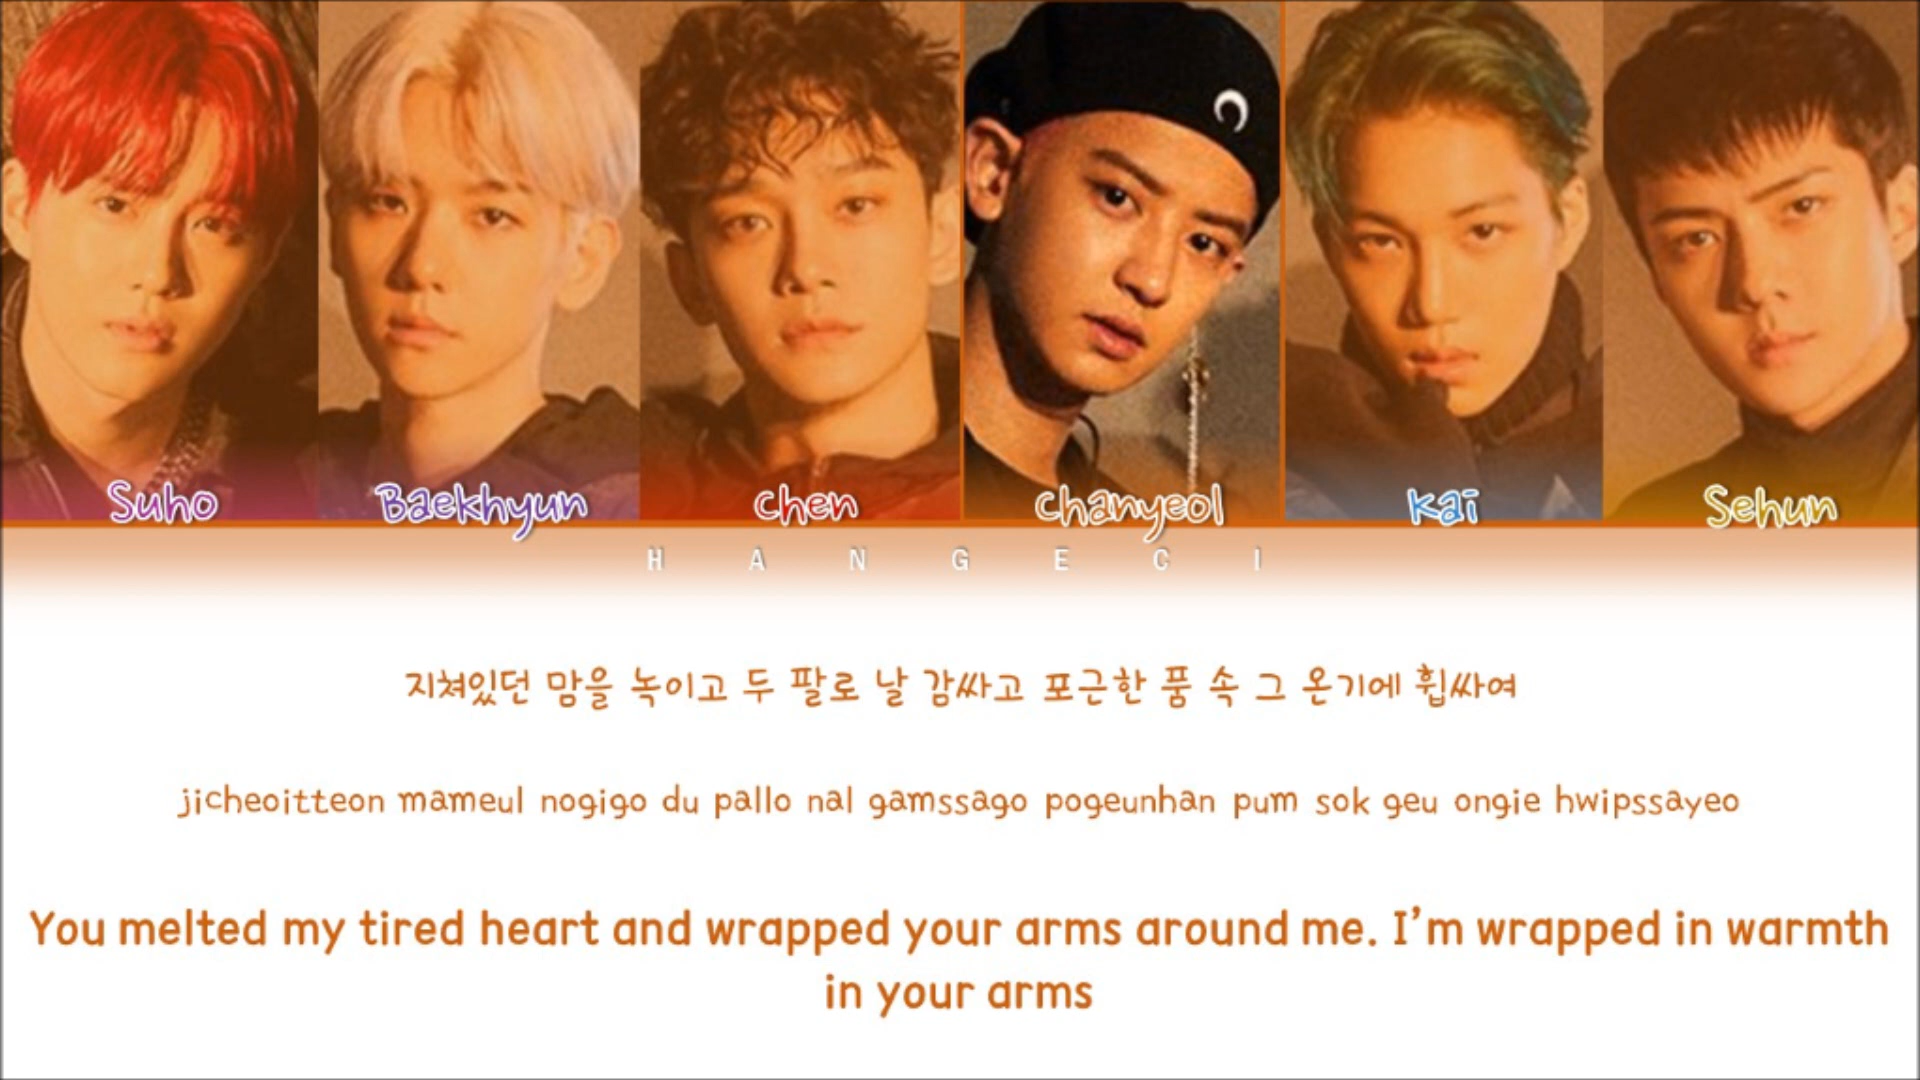 Suho Baekhyun Chen Chanyeol Kai Sehun
H A N G E C I
지쳐있던 맘을 녹이고 두 팔로 날 감싸고 포근한 품 속 그 온기에 휩싸여
jicheoitteon mameul nogigo du pallo nal gamssago pogeunhan pum sok geu ongie hwipssayeo
You melted my tired heart and wrapped your arms around me. I'm wrapped in warmth
in your arms